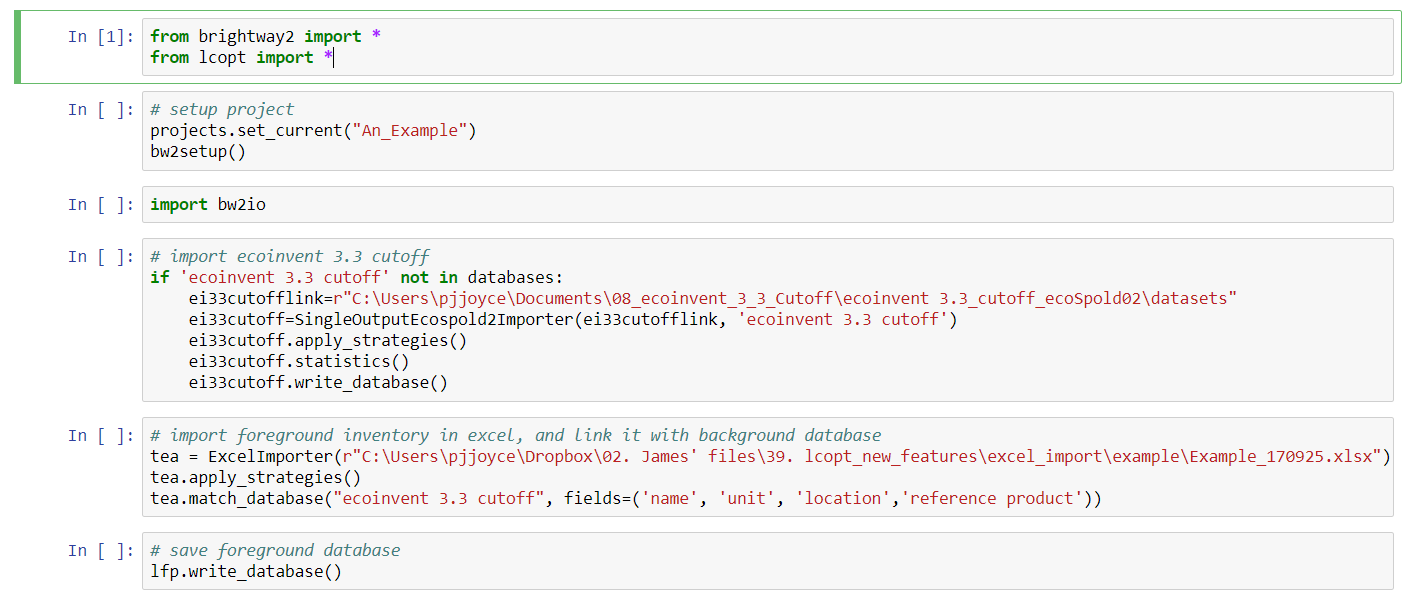 In [1]: from brightway2 import *
from lcopt import *
In [ ]: # setup project
projects.set_current("An_Example")
bw2setup()
In [ ]: import bw2io
In [ ]: # import ecoinvent 3.3 cutoff
if 'ecoinvent 3.3 cutoff' not in databases:
    ei33cutofflink=r"C:\Users\pjjoyce\Documents\08_ecoinvent_3_3_Cutoff\ecoinvent 3.3_cutoff_ecoSpold02\datasets"
    ei33cutoff=SingleOutputEcospold2Importer(ei33cutofflink, 'ecoinvent 3.3 cutoff')
    ei33cutoff.apply_strategies()
    ei33cutoff.statistics()
    ei33cutoff.write_database()
In [ ]: # import foreground inventory in excel, and link it with background database
tea = ExcelImporter(r"C:\Users\pjjoyce\Dropbox\02. James' files\39. lcopt_new_features\excel_import\example\Example_170925.xlsx")
tea.apply_strategies()
tea.match_database("ecoinvent 3.3 cutoff", fields=('name', 'unit', 'location','reference product'))
In [ ]: # save foreground database
lfp.write_database()